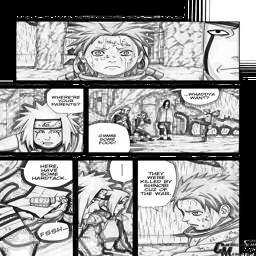 WHERE'RE
YOUR
PARENTS?
...WHADDYA
WANT?
GIMME
SOME
FOOD!
HERE,
HAVE
SOME
HARDTACK.
FSSH...
THEY WERE
KILLED BY
SHINOBI
CUZ OF
THE WAR.